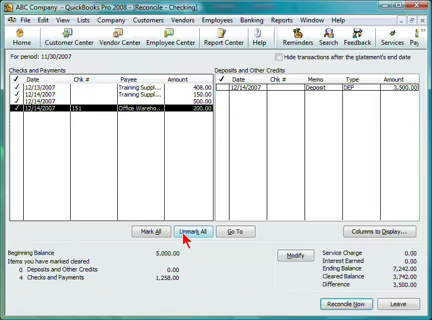 ABC Company - QuickBooks Pro 2008 - [Reconcile - Checking]
File Edit View Lists Company Customers Vendors Employees Banking Reports Window Help
Home Customer Center Vendor Center Employee Center Report Center Help Reminders Search Feedback Services Pay
For period: 11/30/2007
Hide transactions after the statement's end date
Checks and Payments
Deposits and Other Credits
✓ Date Chk # Payee Amount
✓ Date Chk # Memo Type Amount
✓ 12/13/2007 Training Suppl... 408.00
✓ 12/14/2007 Training Suppl... 150.00
✓ 12/14/2007 500.00
✓ 12/14/2007 151 Office Wareho... 200.00
12/14/2007 Deposit DEP 3,500.00
Mark All Unmark All Go To Columns to Display...
Beginning Balance 5,000.00
Items you have marked cleared
0 Deposits and Other Credits 0.00
4 Checks and Payments 1,258.00
Modify
Service Charge 0.00
Interest Earned 0.00
Ending Balance 7,242.00
Cleared Balance 3,742.00
Difference 3,500.00
Reconcile Now Leave